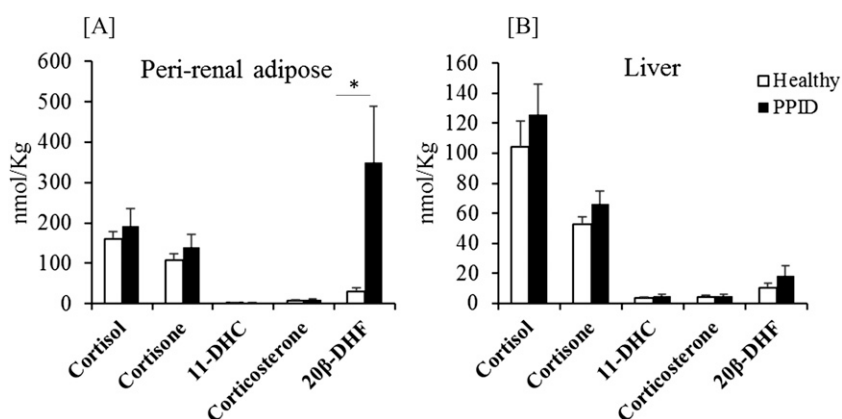 [A]
Peri-renal adipose
*
nmol/Kg
600
500
400
300
200
100
0
Cortisol
Cortisone
11-DHC
Corticosterone
20β-DHF
[B]
Liver
Healthy
PPID
nmol/Kg
160
140
120
100
80
60
40
20
0
Cortisol
Cortisone
11-DHC
Corticosterone
20β-DHF